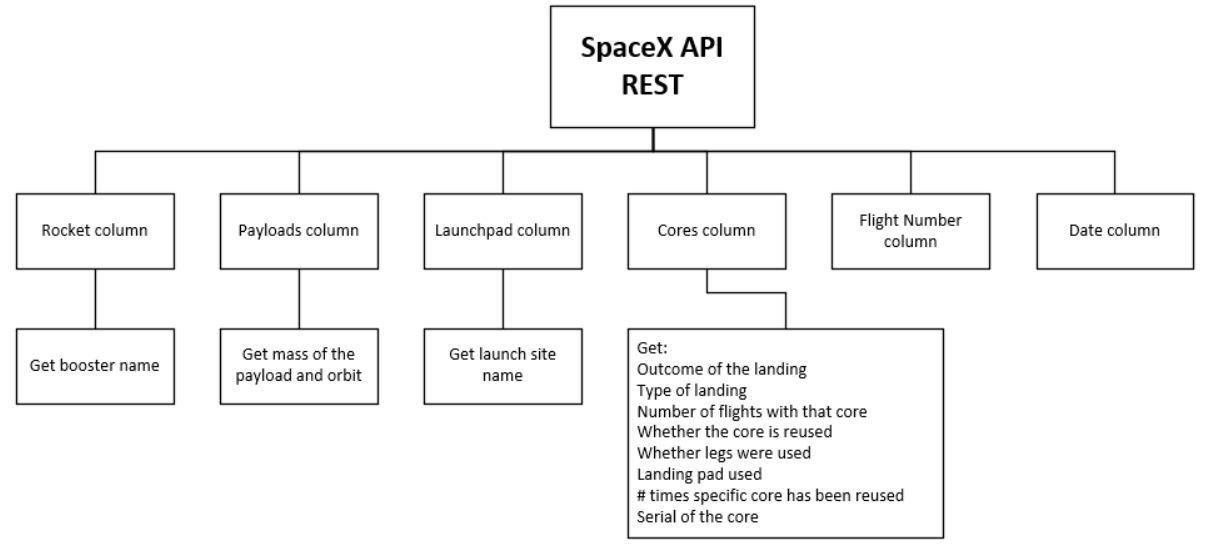 SpaceX API
REST
Rocket column
Payloads column
Launchpad column
Cores column
Flight Number
column
Date column
Get booster name
Get mass of the
payload and orbit
Get launch site
name
Get:
Outcome of the landing
Type of landing
Number of flights with that core
Whether the core is reused
Whether legs were used
Landing pad used
# times specific core has been reused
Serial of the core